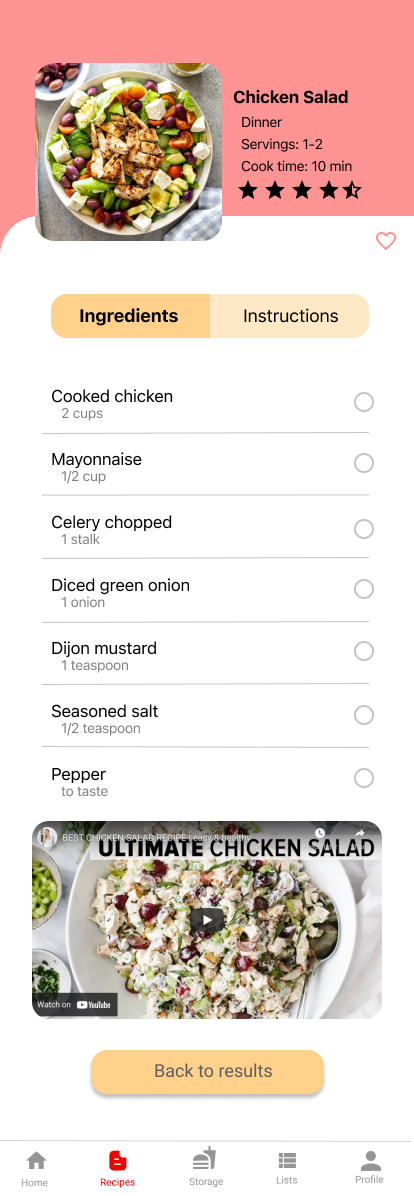 Chicken Salad
Dinner
Servings: 1-2
Cook time: 10 min
Ingredients
Instructions
Cooked chicken
2 cups
Mayonnaise
1/2 cup
Celery chopped
1 stalk
Diced green onion
1 onion
Dijon mustard
1 teaspoon
Seasoned salt
1/2 teaspoon
Pepper
to taste
BEST CHICKEN SALAD RECIPE | easy & healthy
ULTIMATE CHICKEN SALAD
Watch on YouTube
Back to results
Home
Recipes
Storage
Lists
Profile